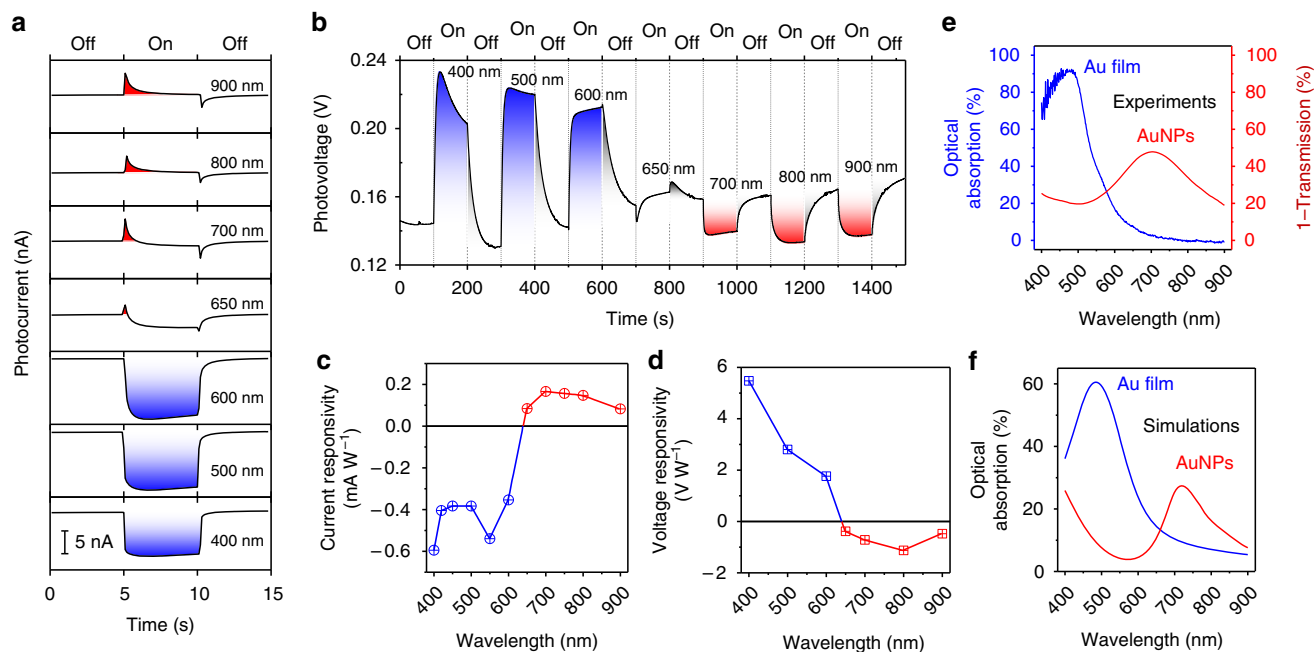 a
Off On Off
900 nm
800 nm
700 nm
650 nm
600 nm
500 nm
400 nm
5 nA
Photocurrent (nA)
0 5 10 15
Time (s)
b
Off On Off On Off On Off On Off On Off On Off On Off
0.24
0.20
0.16
0.12
Photovoltage (V)
400 nm
500 nm
600 nm
650 nm
700 nm
800 nm
900 nm
0 200 400 600 800 1000 1200 1400
Time (s)
c
0.2
0.0
−0.2
−0.4
−0.6
Current responsivity
(mA W⁻¹)
400 500 600 700 800 900
Wavelength (nm)
d
6
4
2
0
−2
Voltage responsivity
(V W⁻¹)
400 500 600 700 800 900
Wavelength (nm)
e
100
80
60
40
20
0
Optical
absorption (%)
Au film
Experiments
AuNPs
100
80
60
40
20
0
1−Transmission (%)
400 500 600 700 800 900
Wavelength (nm)
f
60
40
20
0
Optical
absorption (%)
Au film
Simulations
AuNPs
400 500 600 700 800 900
Wavelength (nm)